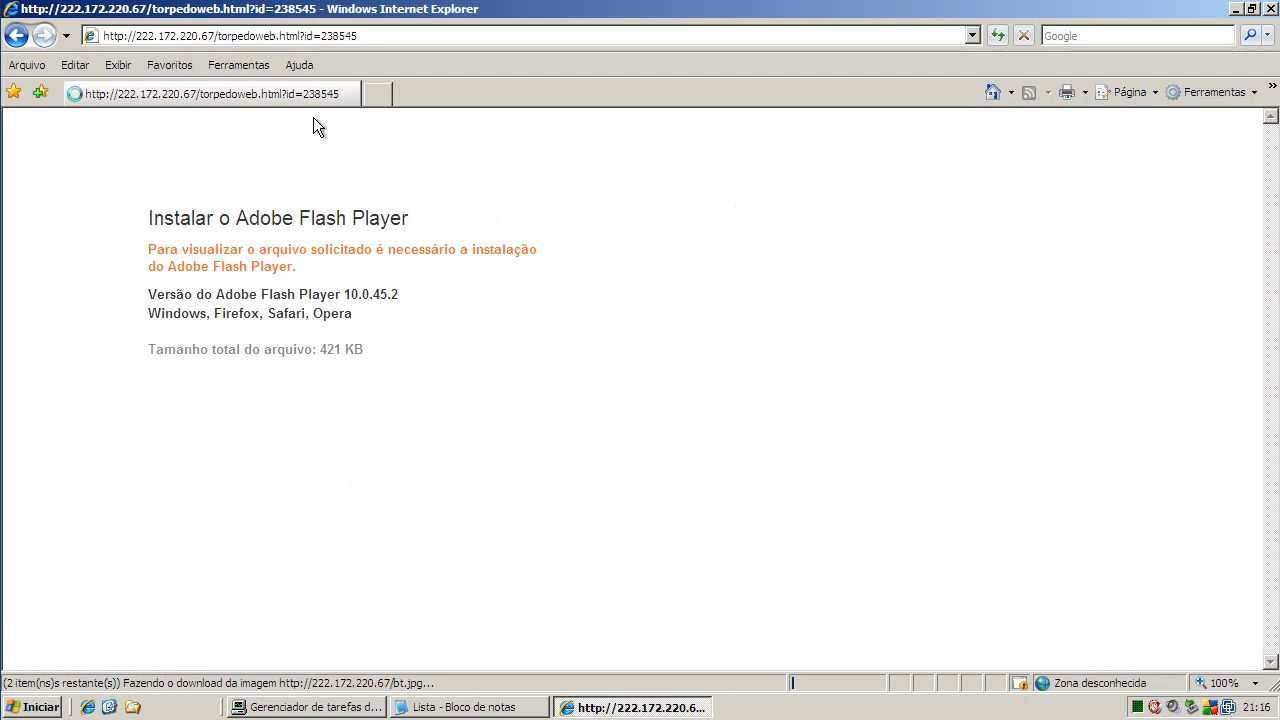 http://222.172.220.67/torpedoweb.html?id=238545 - Windows Internet Explorer
http://222.172.220.67/torpedoweb.html?id=238545
Google
Arquivo Editar Exibir Favoritos Ferramentas Ajuda
http://222.172.220.67/torpedoweb.html?id=238545
Página Ferramentas
Instalar o Adobe Flash Player
Para visualizar o arquivo solicitado é necessário a instalação
do Adobe Flash Player.
Versão do Adobe Flash Player 10.0.45.2
Windows, Firefox, Safari, Opera
Tamanho total do arquivo: 421 KB
(2 item(ns)s restante(s)) Fazendo o download da imagem http://222.172.220.67/bt.jpg...
Zona desconhecida
100%
Iniciar
Gerenciador de tarefas d...
Lista - Bloco de notas
http://222.172.220.6...
21:16